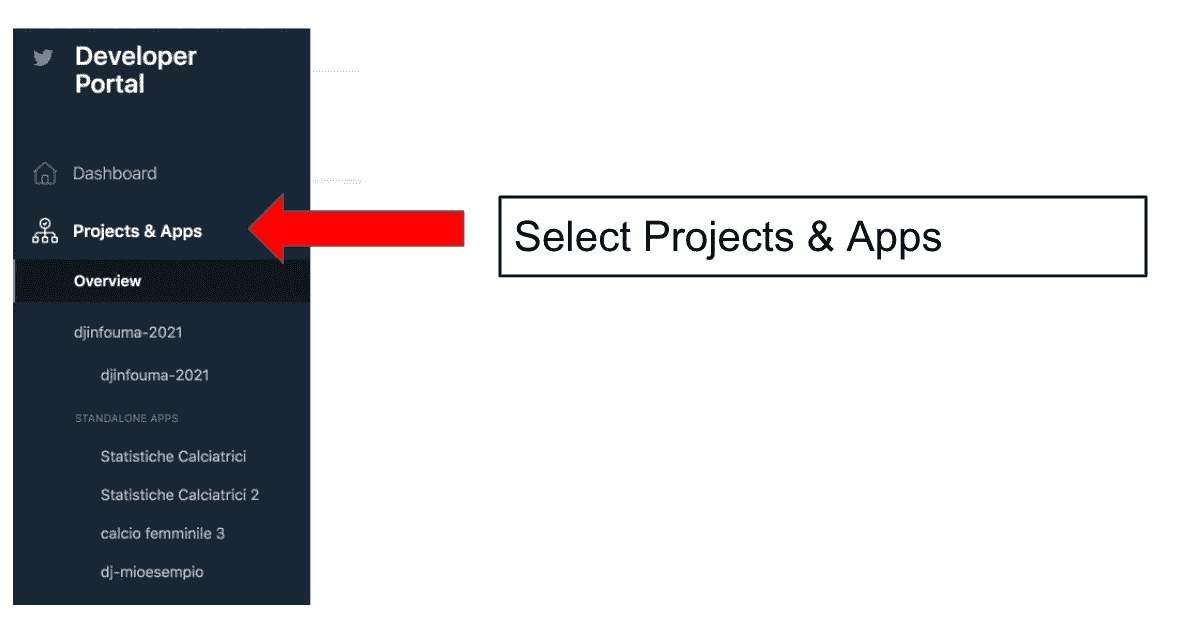 Developer
Portal
Dashboard
Projects & Apps
Select Projects & Apps
Overview
djinfouma-2021
djinfouma-2021
STANDALONE APPS
Statistiche Calciatrici
Statistiche Calciatrici 2
calcio femminile 3
dj-mioesempio